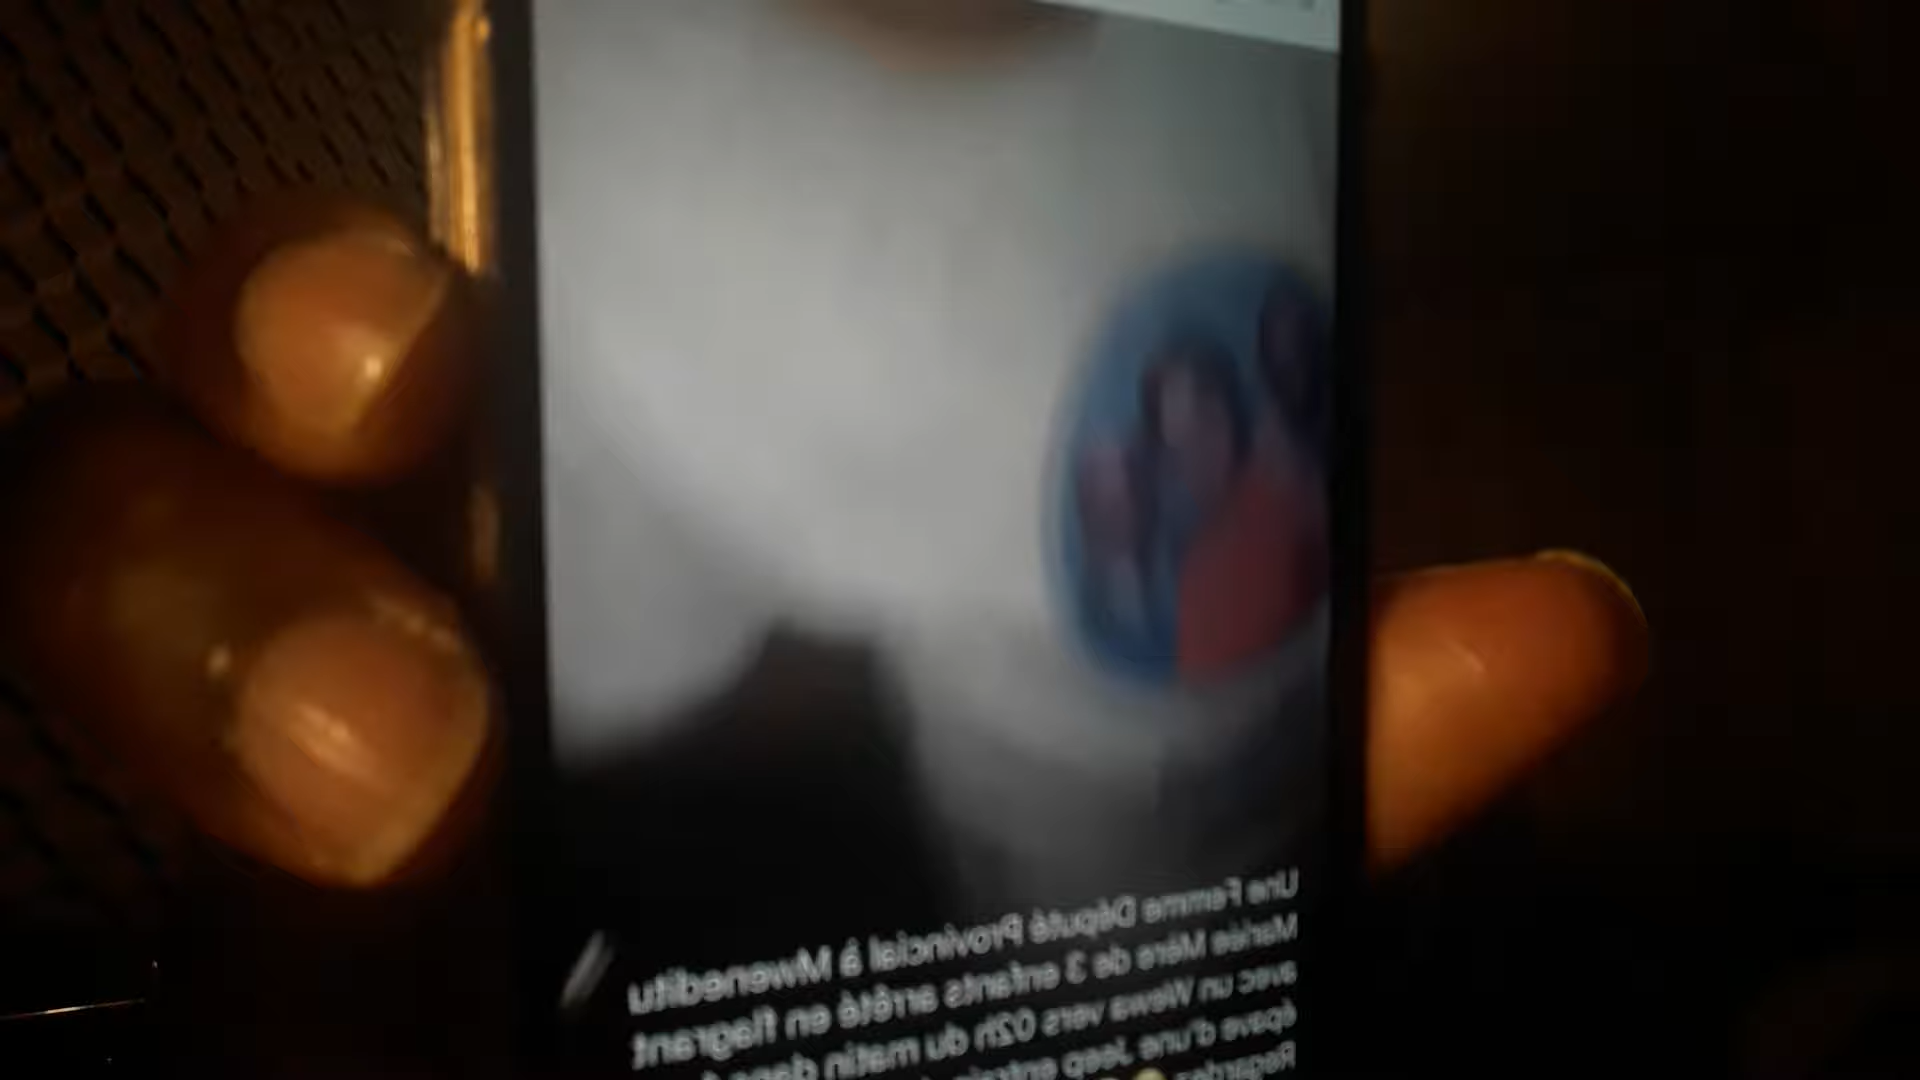 Une Femme Député Provincial à Mweneditu
Mariée Mère de 3 enfants arrêté en flagrant
avec un Wewa vers 02h du matin dans
épave d'une Jeep entrain
Regardez